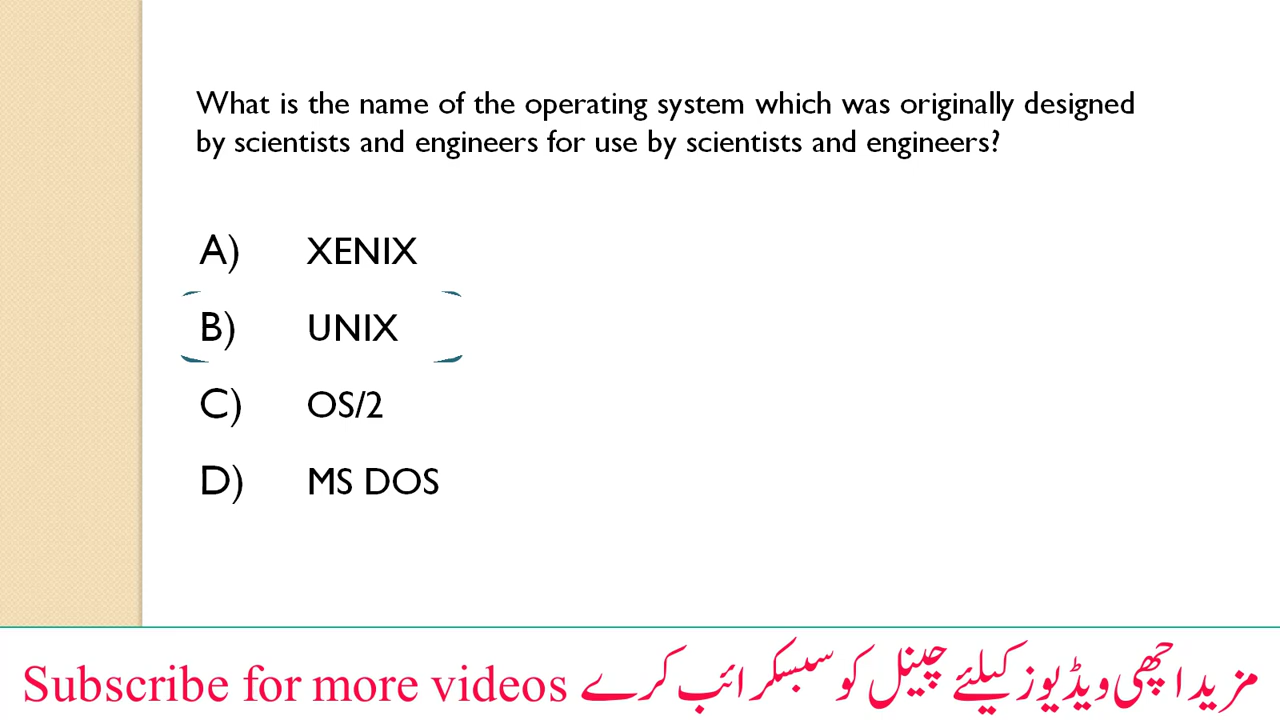 What is the name of the operating system which was originally designed
by scientists and engineers for use by scientists and engineers?
A) XENIX
B) UNIX
C) OS/2
D) MS DOS
Subscribe for more videos مزید اچھی ویڈیوز کیلئے چینل کو سبسکرائب کرے